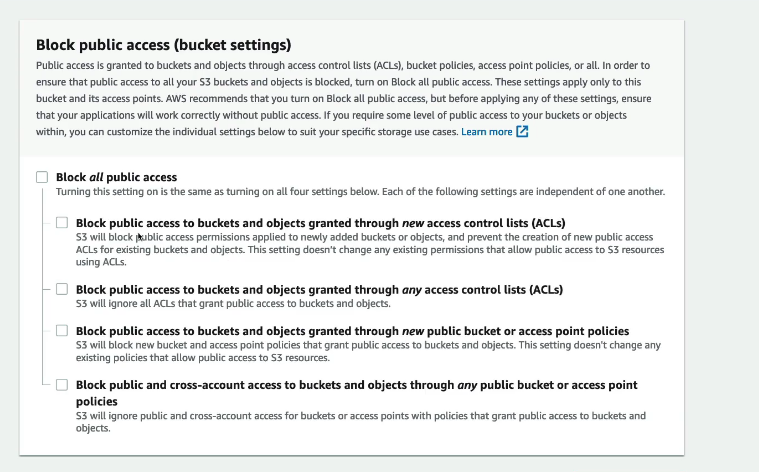 Block public access (bucket settings)
Public access is granted to buckets and objects through access control lists (ACLs), bucket policies, access point policies, or all. In order to
ensure that public access to all your S3 buckets and objects is blocked, turn on Block all public access. These settings apply only to this
bucket and its access points. AWS recommends that you turn on Block all public access, but before applying any of these settings, ensure
that your applications will work correctly without public access. If you require some level of public access to your buckets or objects
within, you can customize the individual settings below to suit your specific storage use cases. Learn more
Block all public access
Turning this setting on is the same as turning on all four settings below. Each of the following settings are independent of one another.
Block public access to buckets and objects granted through new access control lists (ACLs)
S3 will block public access permissions applied to newly added buckets or objects, and prevent the creation of new public access
ACLs for existing buckets and objects. This setting doesn't change any existing permissions that allow public access to S3 resources
using ACLs.
Block public access to buckets and objects granted through any access control lists (ACLs)
S3 will ignore all ACLs that grant public access to buckets and objects.
Block public access to buckets and objects granted through new public bucket or access point policies
S3 will block new bucket and access point policies that grant public access to buckets and objects. This setting doesn't change any
existing policies that allow public access to S3 resources.
Block public and cross-account access to buckets and objects through any public bucket or access point
policies
S3 will ignore public and cross-account access for buckets or access points with policies that grant public access to buckets and
objects.